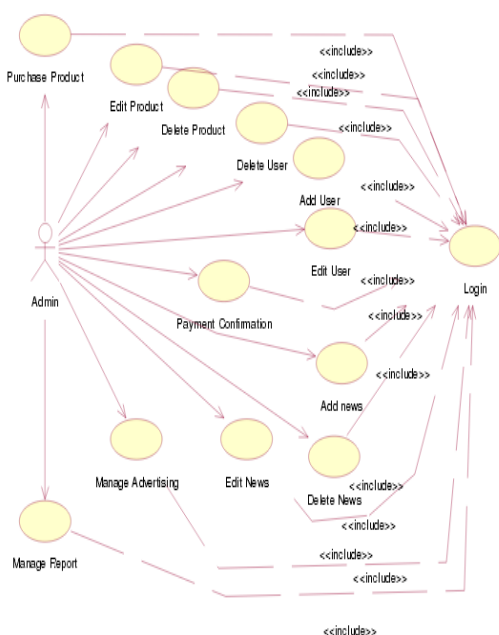 <<include>>
Purchase Product
<<include>>
Edit Product
<<include>>
Delete Product
<<include>>
Delete User
<<include>>
Add User
<<include>>
Edit User
Login
<<include>>
Admin
Payment Confirmation
<<include>>
<<include>>
Add news
Manage Advertising
Edit News
<<include>>
Delete News
<<include>>
<<include>>
Manage Report
<<include>>
<<include>>